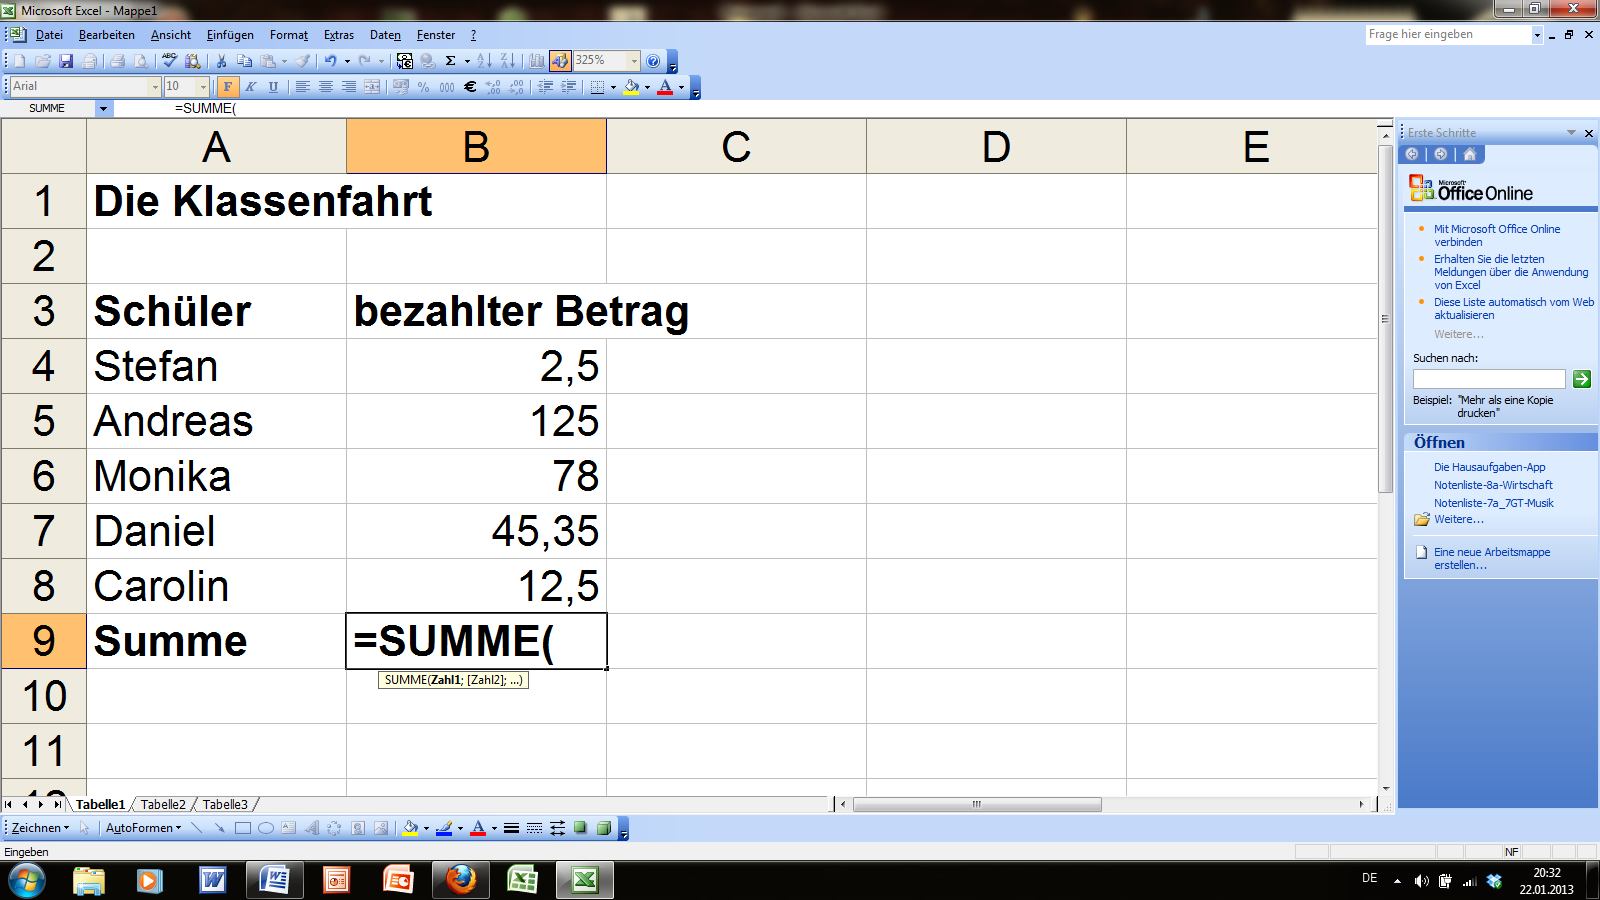 Microsoft Excel - Mappe1
Datei Bearbeiten Ansicht Einfügen Format Extras Daten Fenster ? Frage hier eingeben
325%
Arial 10 F K U
SUMME =SUMME(
A B C D E
1 Die Klassenfahrt
2
3 Schüler bezahlter Betrag
4 Stefan 2,5
5 Andreas 125
6 Monika 78
7 Daniel 45,35
8 Carolin 12,5
9 Summe =SUMME(
SUMME(Zahl1; [Zahl2]; ...)
10
11
Tabelle1 Tabelle2 Tabelle3
Erste Schritte
Microsoft
Office Online
Mit Microsoft Office Online
verbinden
Erhalten Sie die letzten
Meldungen über die Anwendung
von Excel
Diese Liste automatisch vom Web
aktualisieren
Weitere...
Suchen nach:
Beispiel: "Mehr als eine Kopie
drucken"
Öffnen
Die Hausaufgaben-App
Notenliste-8a-Wirtschaft
Notenliste-7a_7GT-Musik
Weitere...
Eine neue Arbeitsmappe
erstellen...
Zeichnen AutoFormen
Eingeben NF
DE 20:32
22.01.2013